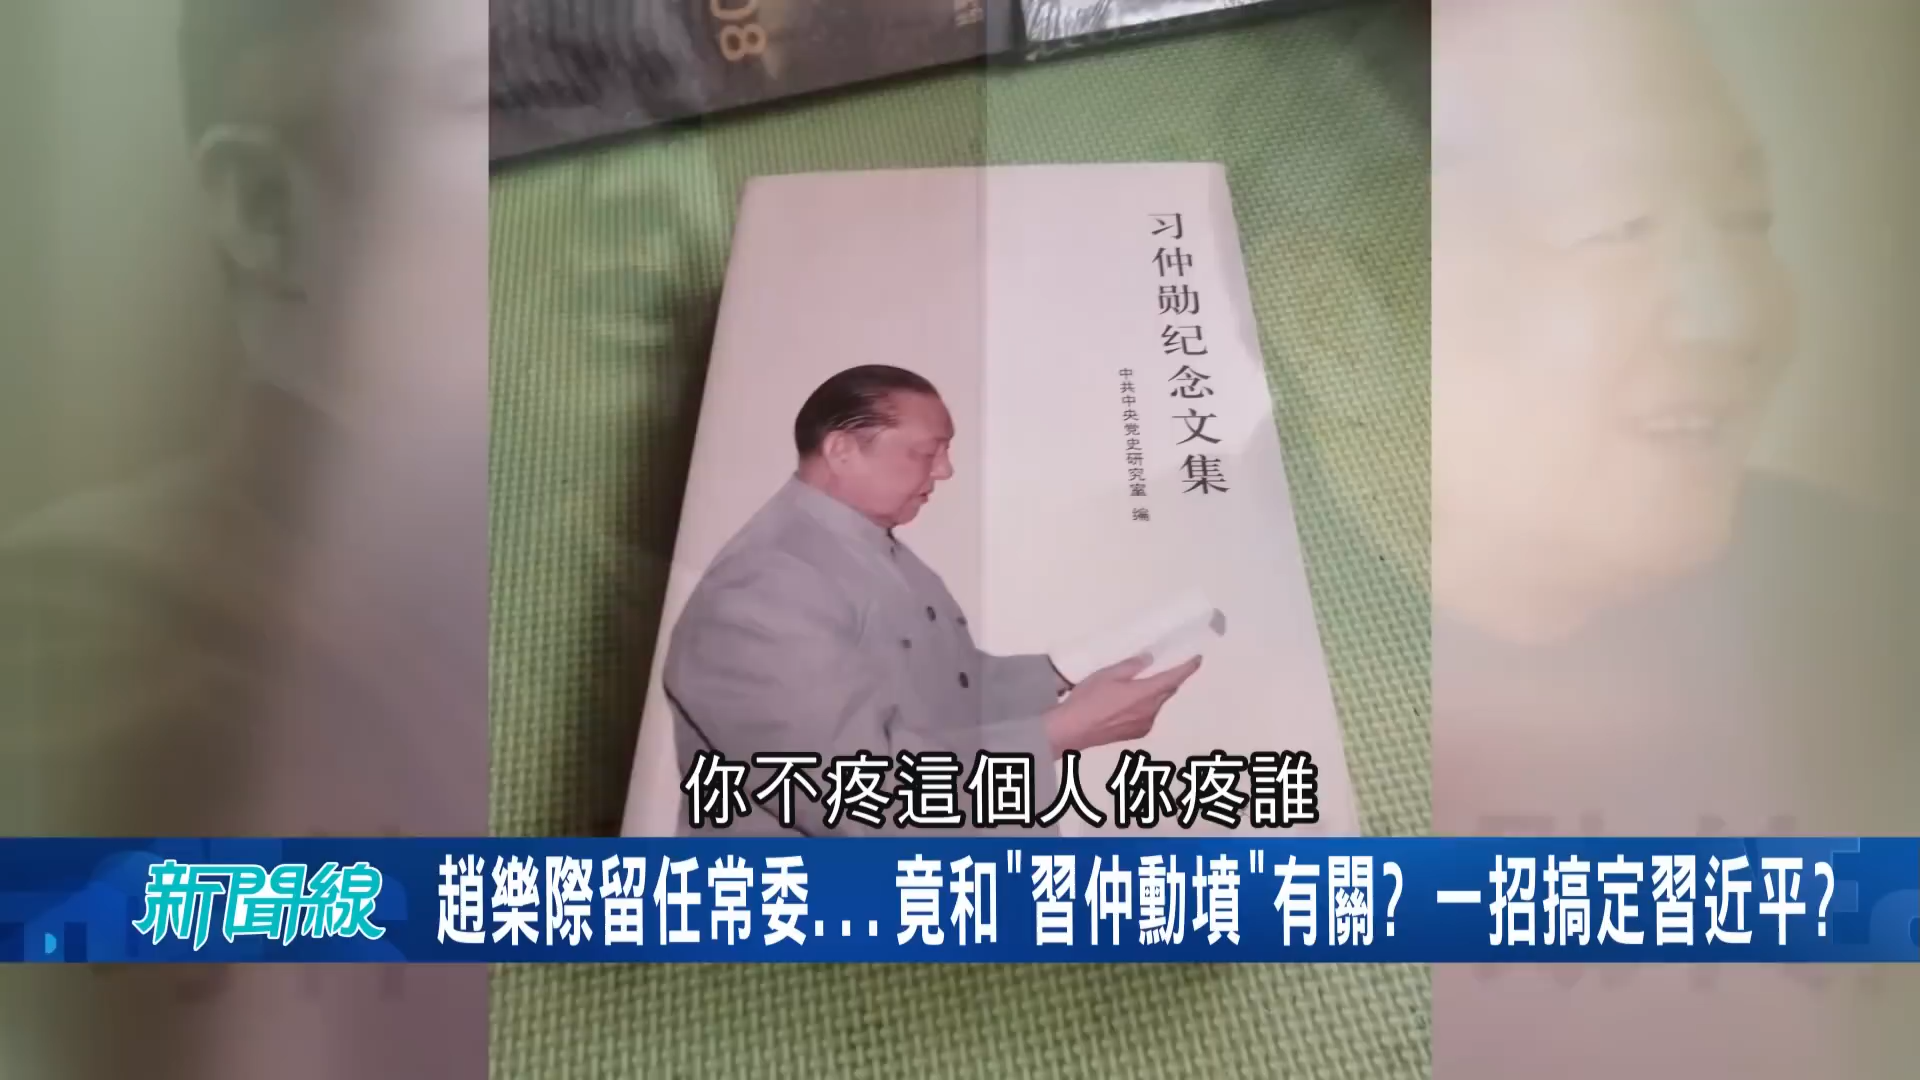 08
习仲勋纪念文集
中共中央党史研究室 编
你不疼這個人你疼誰
新聞線
趙樂際留任常委...竟和"習仲勳墳"有關? 一招搞定習近平?